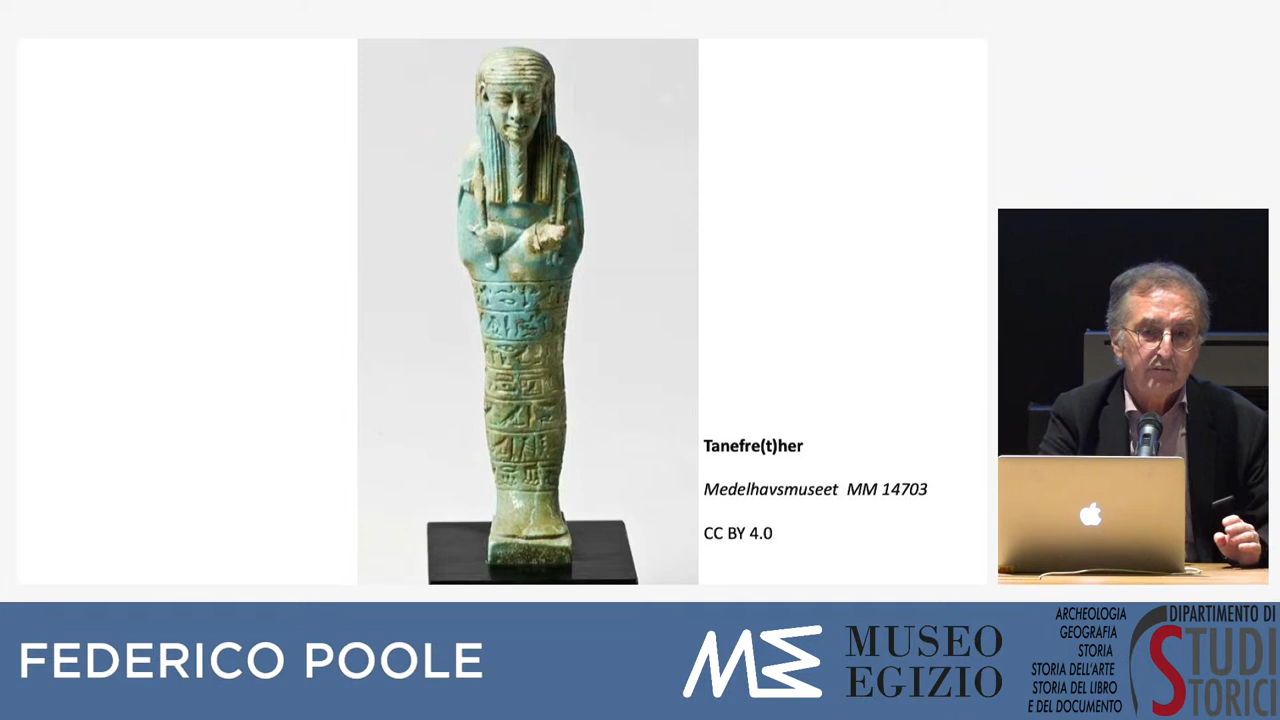 Tanefre(t)her
Medelhavsmuseet MM 14703
CC BY 4.0
FEDERICO POOLE
MUSEO
EGIZIO
ARCHEOLOGIA
GEOGRAFIA
STORIA
STORIA DELL'ARTE
STORIA DEL LIBRO
E DEL DOCUMENTO
DIPARTIMENTO DI
STUDI
STORICI